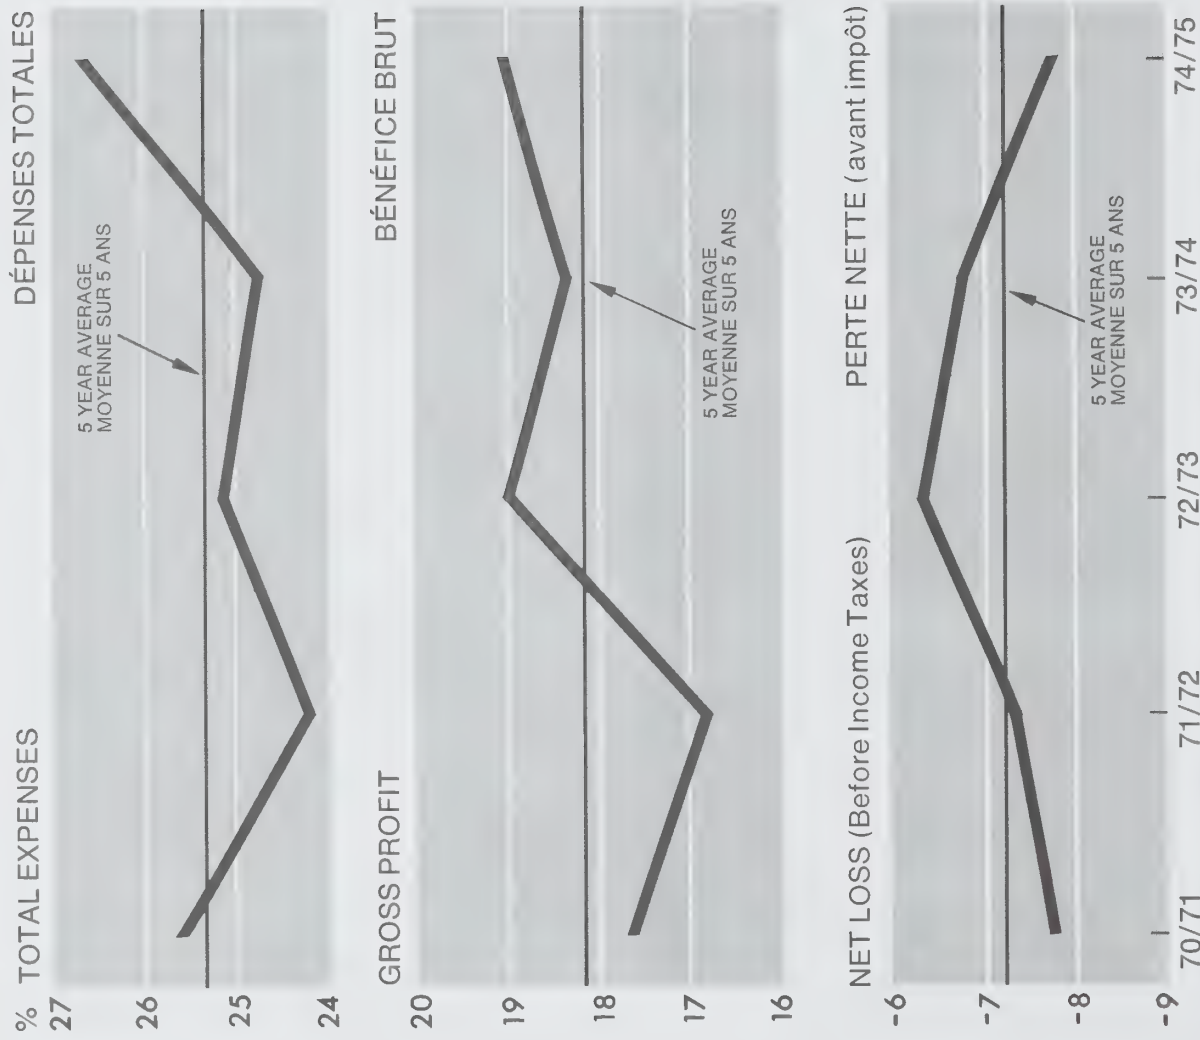 % TOTAL EXPENSES
DÉPENSES TOTALES
27
26
25
24
5 YEAR AVERAGE
MOYENNE SUR 5 ANS
GROSS PROFIT
BÉNÉFICE BRUT
20
19
18
17
16
5 YEAR AVERAGE
MOYENNE SUR 5 ANS
NET LOSS (Before Income Taxes)
PERTE NETTE (avant impôt)
-6
-7
-8
-9
5 YEAR AVERAGE
MOYENNE SUR 5 ANS
70/71 71/72 72/73 73/74 74/75